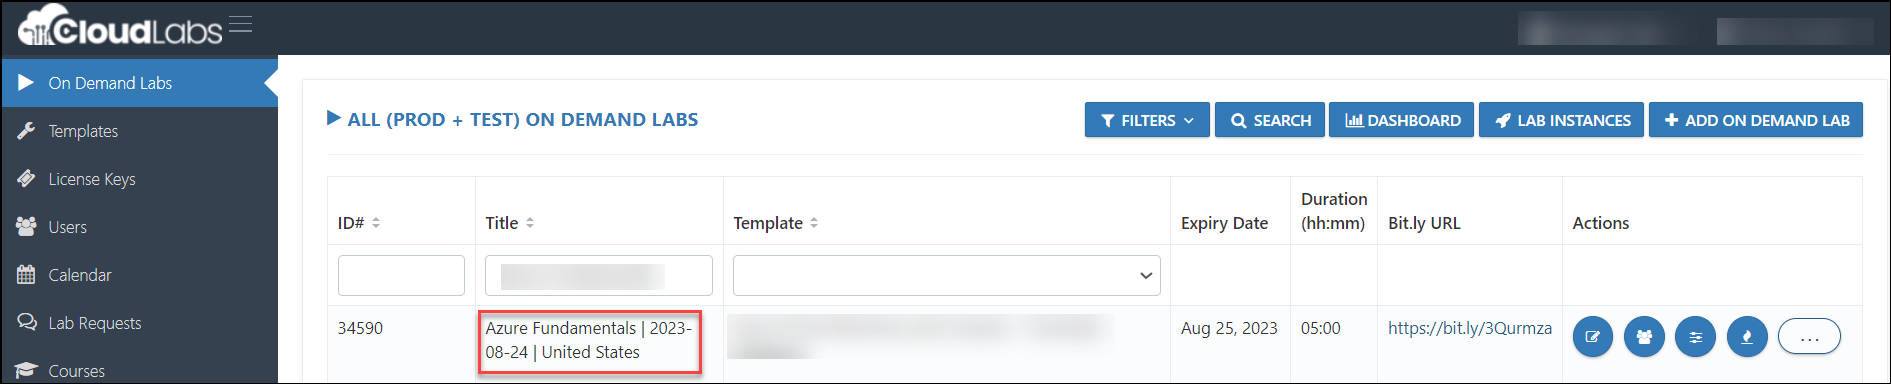 CloudLabs
On Demand Labs
Templates
License Keys
Users
Calendar
Lab Requests
Courses
ALL (PROD + TEST) ON DEMAND LABS
FILTERS
SEARCH
DASHBOARD
LAB INSTANCES
+ ADD ON DEMAND LAB
ID#
Title
Template
Expiry Date
Duration
(hh:mm)
Bit.ly URL
Actions
34590
Azure Fundamentals | 2023-
08-24 | United States
Aug 25, 2023
05:00
https://bit.ly/3Qurmza
...